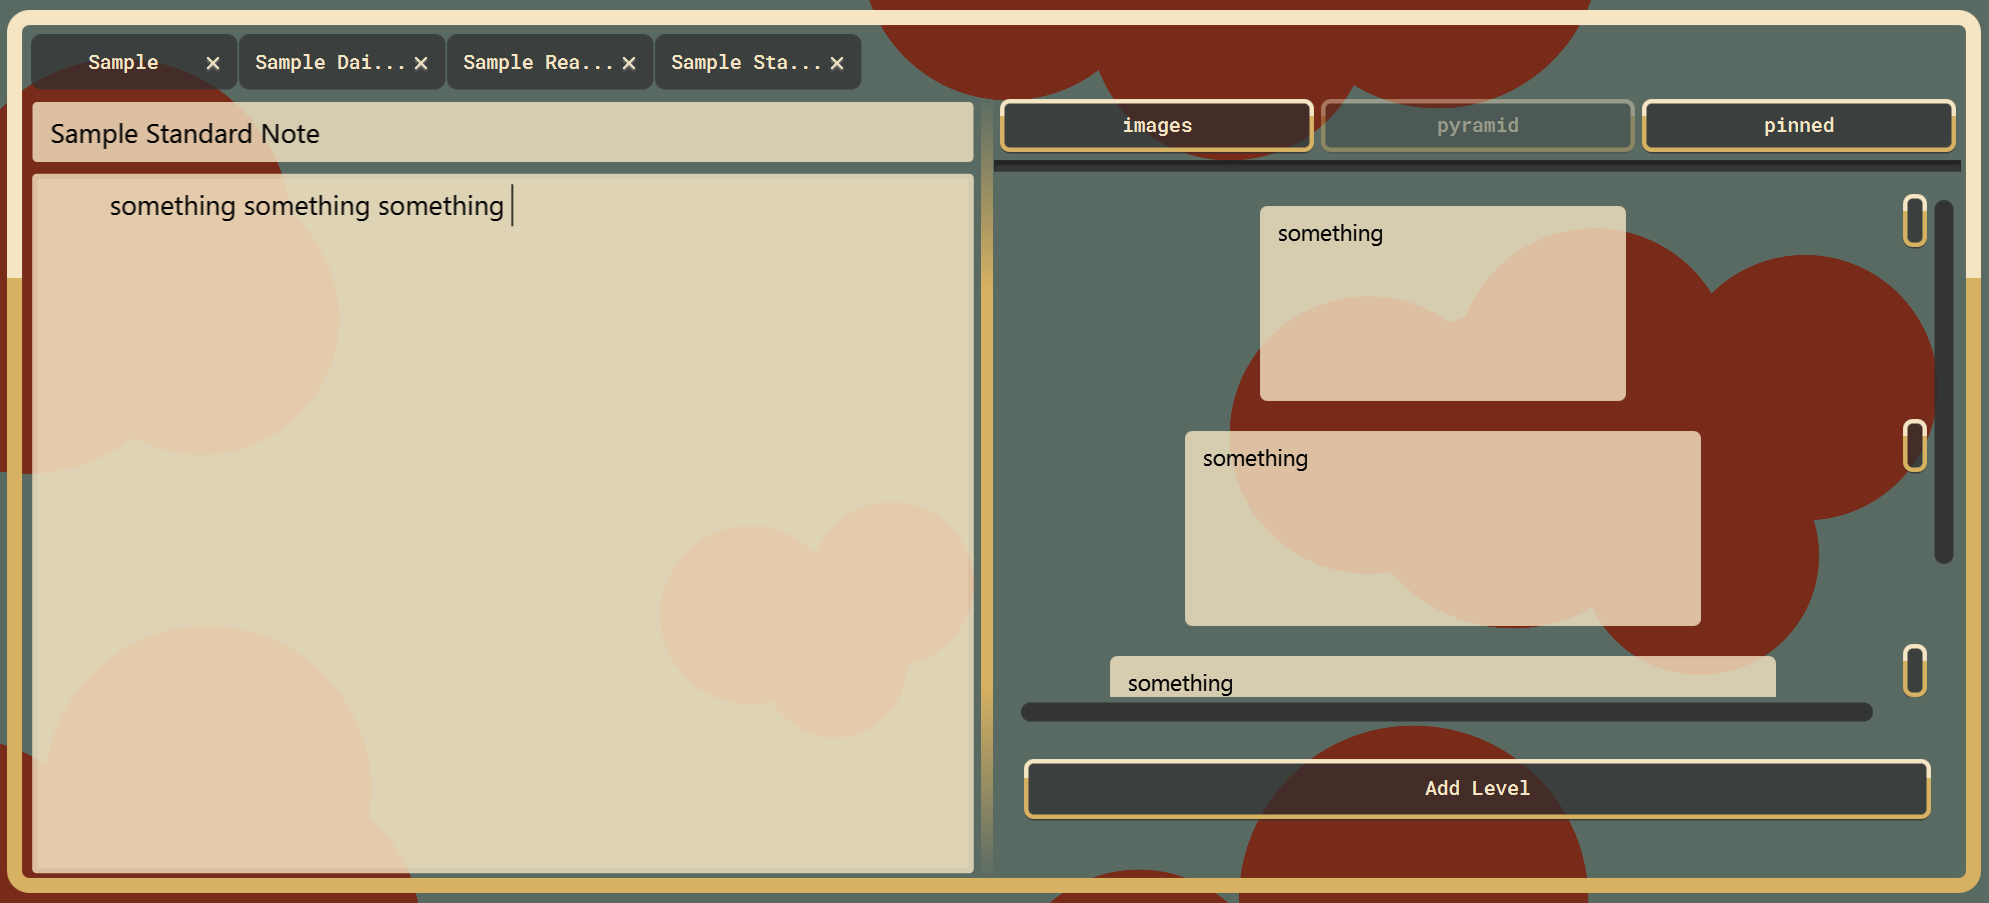 Sample × Sample Dai... × Sample Rea... × Sample Sta... ×
Sample Standard Note
something something something
images pyramid pinned
something
something
something
Add Level